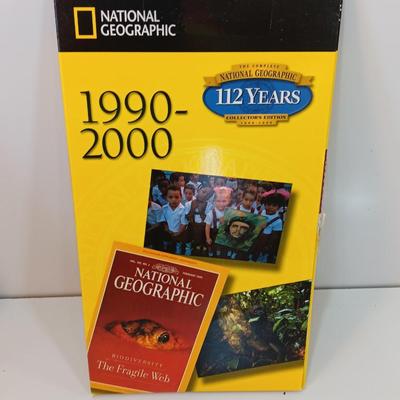 NATIONAL
GEOGRAPHIC
THE COMPLETE
NATIONAL GEOGRAPHIC
112 YEARS
COLLECTOR'S EDITION
1990-
2000
NATIONAL
GEOGRAPHIC
BIODIVERSITY
The Fragile Web